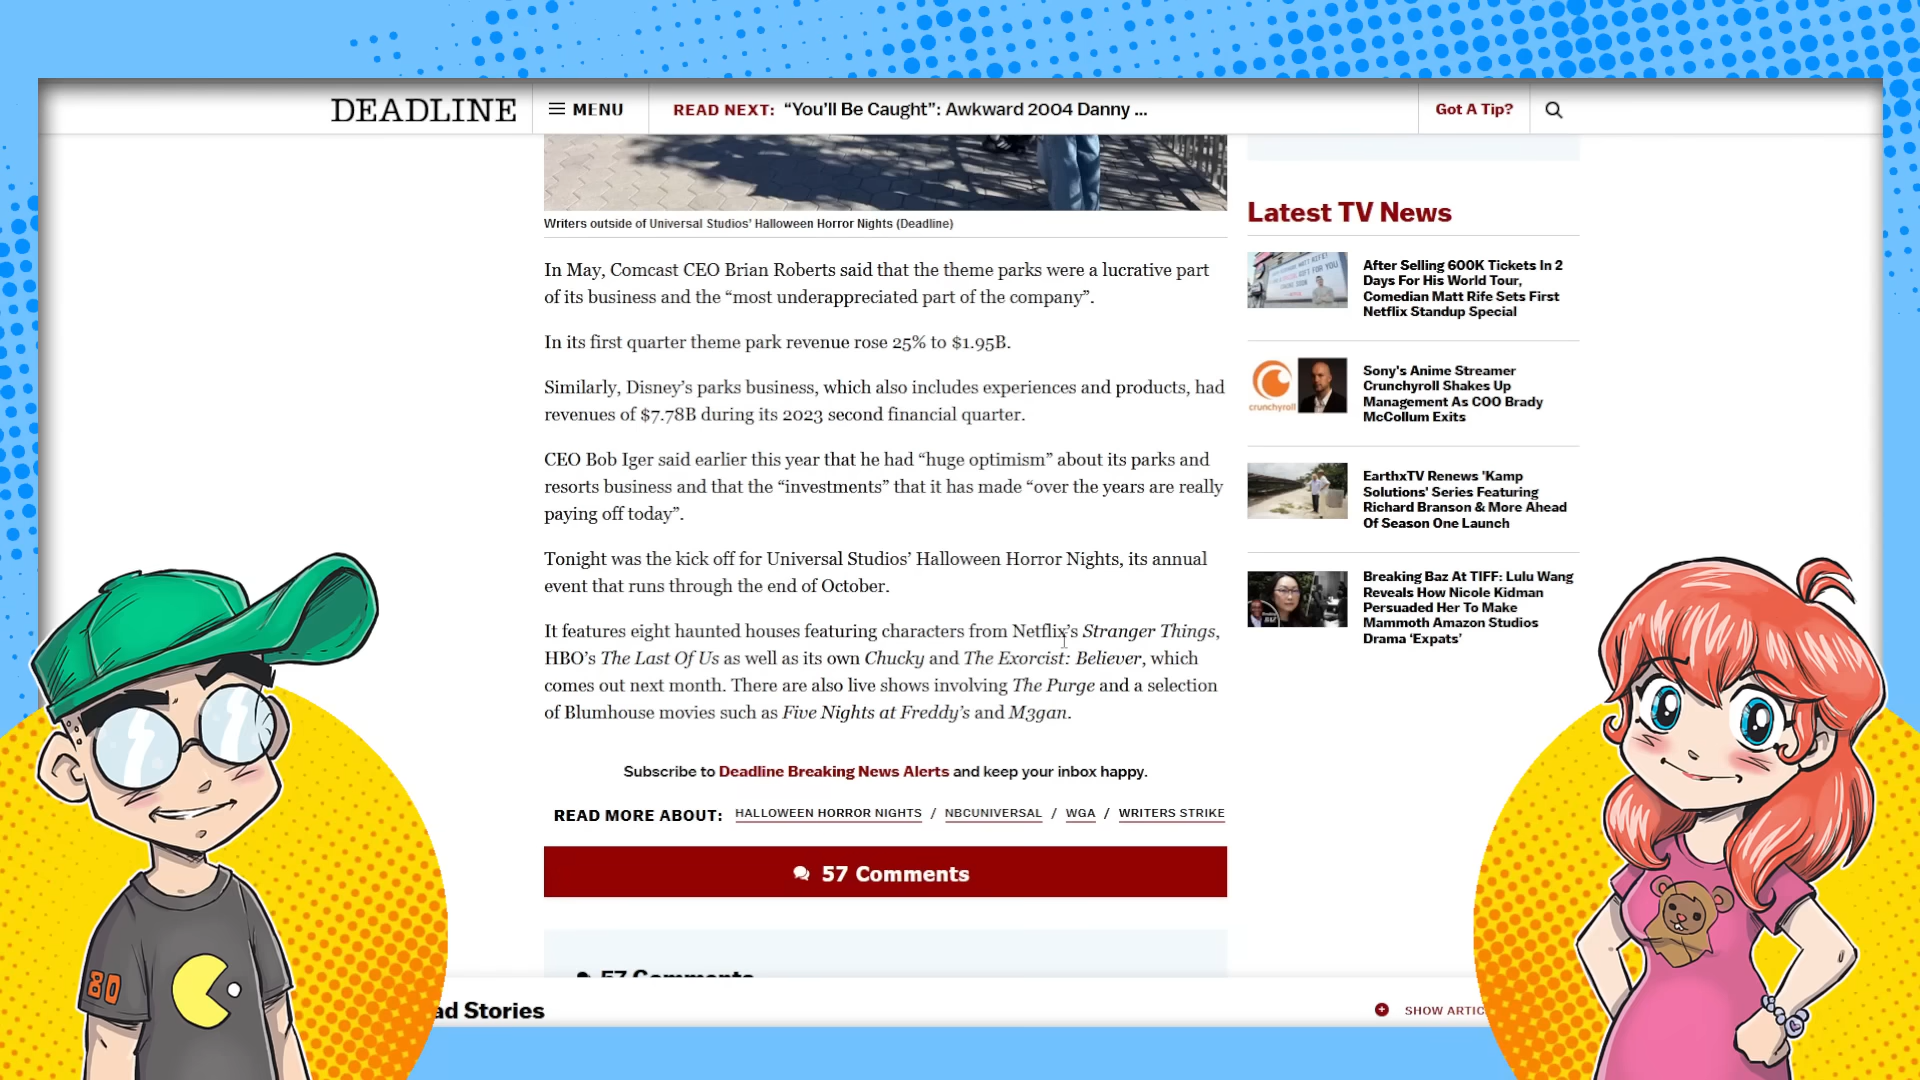 DEADLINE
MENU
READ NEXT: “You’ll Be Caught”: Awkward 2004 Danny ...
Got A Tip?
Writers outside of Universal Studios’ Halloween Horror Nights (Deadline)
In May, Comcast CEO Brian Roberts said that the theme parks were a lucrative part
of its business and the “most underappreciated part of the company”.
In its first quarter theme park revenue rose 25% to $1.95B.
Similarly, Disney’s parks business, which also includes experiences and products, had
revenues of $7.78B during its 2023 second financial quarter.
CEO Bob Iger said earlier this year that he had “huge optimism” about its parks and
resorts business and that the “investments” that it has made “over the years are really
paying off today”.
Tonight was the kick off for Universal Studios’ Halloween Horror Nights, its annual
event that runs through the end of October.
It features eight haunted houses featuring characters from Netflix’s Stranger Things,
HBO’s The Last Of Us as well as its own Chucky and The Exorcist: Believer, which
comes out next month. There are also live shows involving The Purge and a selection
of Blumhouse movies such as Five Nights at Freddy’s and M3gan.
Subscribe to Deadline Breaking News Alerts and keep your inbox happy.
READ MORE ABOUT: HALLOWEEN HORROR NIGHTS / NBCUNIVERSAL / WGA / WRITERS STRIKE
57 Comments
57 Comments
Latest TV News
After Selling 600K Tickets In 2
Days For His World Tour,
Comedian Matt Rife Sets First
Netflix Standup Special
crunchyroll
Sony's Anime Streamer
Crunchyroll Shakes Up
Management As COO Brady
McCollum Exits
EarthxTV Renews 'Kamp
Solutions' Series Featuring
Richard Branson & More Ahead
Of Season One Launch
Breaking Baz At TIFF: Lulu Wang
Reveals How Nicole Kidman
Persuaded Her To Make
Mammoth Amazon Studios
Drama ‘Expats’
80
ad Stories
SHOW ARTIC